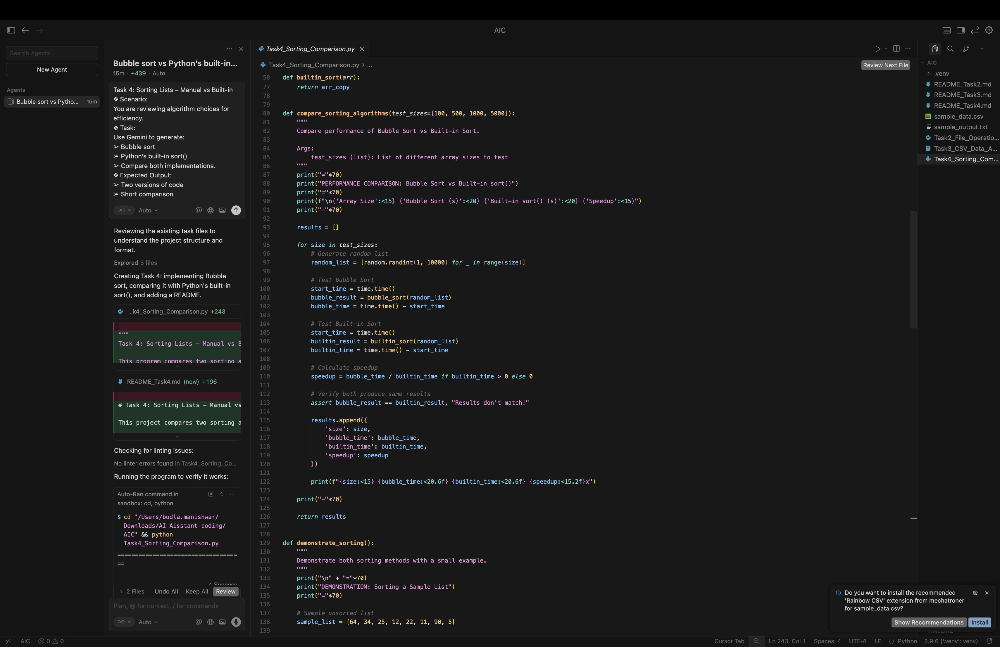 AIC
Search Agents...
New Agent
Agents
Bubble sort vs Pytho... 15m
Bubble sort vs Python's built-in...
15m · +439 · Auto
Task 4: Sorting Lists – Manual vs Built-in
❖ Scenario:
You are reviewing algorithm choices for
efficiency.
❖ Task:
Use Gemini to generate:
➢ Bubble sort
➢ Python’s built-in sort()
➢ Compare both implementations.
❖ Expected Output:
➢ Two versions of code
➢ Short comparison
Auto
Reviewing the existing task files to
understand the project structure and
format.
Explored 3 files
Creating Task 4: implementing Bubble
sort, comparing it with Python's built-in
sort(), and adding a README.
...k4_Sorting_Comparison.py +243
"""
Task 4: Sorting Lists – Manual vs B
This program compares two sorting a
README_Task4.md (new) +196
# Task 4: Sorting Lists – Manual vs
This project compares two sorting a
Checking for linting issues:
No linter errors found in Task4_Sorting_Co...
Running the program to verify it works:
Auto-Ran command in
sandbox: cd, python
$ cd "/Users/bodla.manishwar/
Downloads/AI Aisstant coding/
AIC" && python
Task4_Sorting_Comparison.py
==================================
==
✓ Success
> 2 Files Undo All Keep All Review
Plan, @ for context, / for commands
Auto
Task4_Sorting_Comparison.py
Task4_Sorting_Comparison.py > ...
Review Next File
58 def builtin_sort(arr):
77 return arr_copy
78
79
80 def compare_sorting_algorithms(test_sizes=[100, 500, 1000, 5000]):
81 """
82 Compare performance of Bubble Sort vs Built-in Sort.
83
84 Args:
85 test_sizes (list): List of different array sizes to test
86 """
87 print("="*70)
88 print("PERFORMANCE COMPARISON: Bubble Sort vs Built-in sort()")
89 print("="*70)
90 print(f"\n{'Array Size':<15} {'Bubble Sort (s)':<20} {'Built-in sort() (s)':<20} {'Speedup':<15}")
91 print("-"*70)
92
93 results = []
94
95 for size in test_sizes:
96 # Generate random list
97 random_list = [random.randint(1, 10000) for _ in range(size)]
98
99 # Test Bubble Sort
100 start_time = time.time()
101 bubble_result = bubble_sort(random_list)
102 bubble_time = time.time() - start_time
103
104 # Test Built-in Sort
105 start_time = time.time()
106 builtin_result = builtin_sort(random_list)
107 builtin_time = time.time() - start_time
108
109 # Calculate speedup
110 speedup = bubble_time / builtin_time if builtin_time > 0 else 0
111
112 # Verify both produce same results
113 assert bubble_result == builtin_result, "Results don't match!"
114
115 results.append({
116 'size': size,
117 'bubble_time': bubble_time,
118 'builtin_time': builtin_time,
119 'speedup': speedup
120 })
121
122 print(f"{size:<15} {bubble_time:<20.6f} {builtin_time:<20.6f} {speedup:<15.2f}x")
123
124 print("-"*70)
125
126 return results
127
128
129 def demonstrate_sorting():
130 """
131 Demonstrate both sorting methods with a small example.
132 """
133 print("\n" + "="*70)
134 print("DEMONSTRATION: Sorting a Sample List")
135 print("="*70)
136
137 # Sample unsorted list
138 sample_list = [64, 34, 25, 12, 22, 11, 90, 5]
139
AIC
.venv
README_Task2.md
README_Task3.md
README_Task4.md
sample_data.csv
sample_output.txt
Task2_File_Operatio...
Task3_CSV_Data_A...
Task4_Sorting_Com...
Do you want to install the recommended
'Rainbow CSV' extension from mechatroner
for sample_data.csv?
Show Recommendations Install
TIMELINE
AIC 0 0
Cursor Tab Ln 243, Col 1 Spaces: 4 UTF-8 LF {} Python 3.9.6 ('.venv': venv)